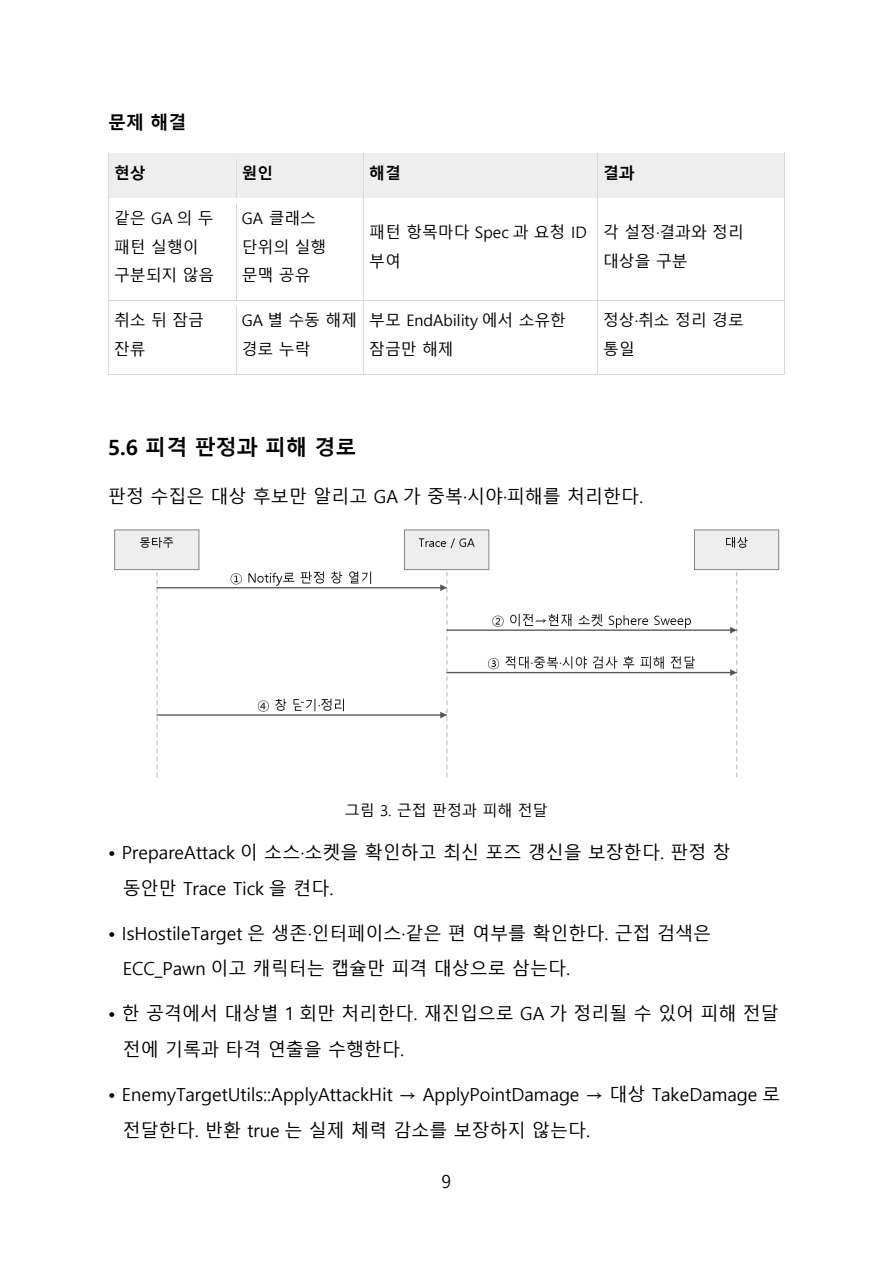 문제 해결
현상 원인 해결 결과
같은 GA 의 두
패턴 실행이
구분되지 않음
GA 클래스
단위의 실행
문맥 공유
패턴 항목마다 Spec 과 요청 ID
부여
각 설정·결과와 정리
대상을 구분
취소 뒤 잠금
잔류
GA 별 수동 해제
경로 누락
부모 EndAbility 에서 소유한
잠금만 해제
정상·취소 정리 경로
통일
5.6 피격 판정과 피해 경로
판정 수집은 대상 후보만 알리고 GA 가 중복·시야·피해를 처리한다.
몽타주 Trace / GA 대상
① Notify로 판정 창 열기
② 이전→현재 소켓 Sphere Sweep
③ 적대·중복·시야 검사 후 피해 전달
④ 창 닫기·정리
그림 3. 근접 판정과 피해 전달
• PrepareAttack 이 소스·소켓을 확인하고 최신 포즈 갱신을 보장한다. 판정 창
동안만 Trace Tick 을 켠다.
• IsHostileTarget 은 생존·인터페이스·같은 편 여부를 확인한다. 근접 검색은
ECC_Pawn 이고 캐릭터는 캡슐만 피격 대상으로 삼는다.
• 한 공격에서 대상별 1 회만 처리한다. 재진입으로 GA 가 정리될 수 있어 피해 전달
전에 기록과 타격 연출을 수행한다.
• EnemyTargetUtils::ApplyAttackHit → ApplyPointDamage → 대상 TakeDamage 로
전달한다. 반환 true 는 실제 체력 감소를 보장하지 않는다.
9